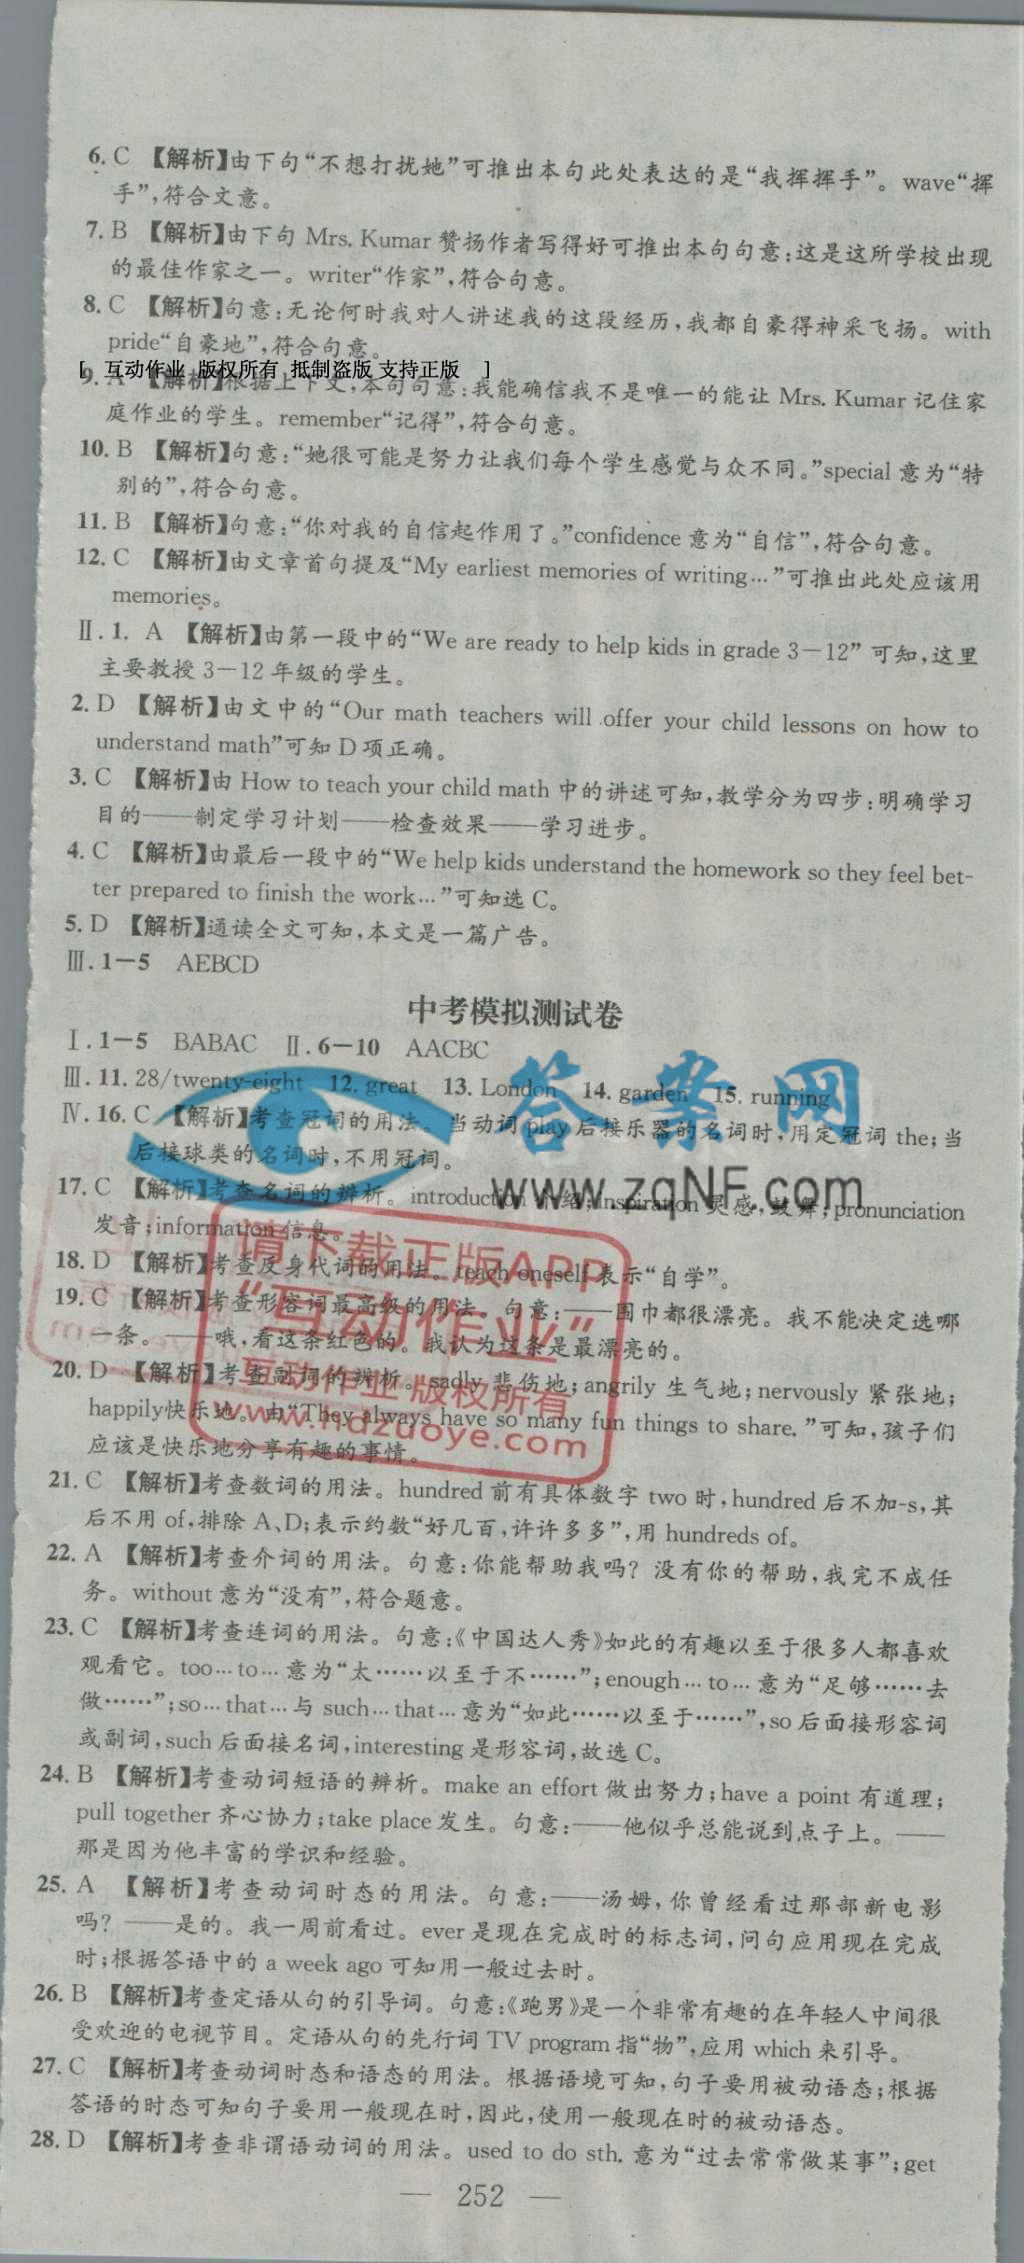 6. C 【解析】由下句“不想打扰她”可推出本句此处表达的是“我挥挥手”。wave“挥
手”,符合文意。
7. B 【解析】由下句 Mrs. Kumar 赞扬作者写得好可推出本句句意:这是这所学校出现
的最佳作家之一。writer“作家”,符合句意。
8. C 【解析】句意:无论何时我对人讲述我的这段经历,我都自豪得神采飞扬。with
pride“自豪地”,符合句意。
[ 互动作业 版权所有 抵制盗版 支持正版 ]
9. A 【解析】根据上下文,本句句意:我能确信我不是唯一的能让 Mrs. Kumar 记住家
庭作业的学生。remember“记得”,符合句意。
10. B 【解析】句意:“她很可能是努力让我们每个学生感觉与众不同。”special 意为“特
别的”,符合句意。
11. B 【解析】句意:“你对我的自信起作用了。”confidence 意为“自信”,符合句意。
12. C 【解析】由文章首句提及“My earliest memories of writing…”可推出此处应该用
memories。
Ⅱ. 1. A 【解析】由第一段中的“We are ready to help kids in grade 3—12” 可知,这里
主要教授 3—12 年级的学生。
2. D 【解析】由文中的“Our math teachers will offer your child lessons on how to
understand math”可知 D 项正确。
3. C 【解析】由 How to teach your child math 中的讲述可知,教学分为四步:明确学习
目的——制定学习计划——检查效果——学习进步。
4. C 【解析】由最后一段中的“We help kids understand the homework so they feel bet-
ter prepared to finish the work…”可知选 C。
5. D 【解析】通读全文可知,本文是一篇广告。
Ⅲ. 1—5 AEBCD
中考模拟测试卷
Ⅰ. 1—5 BABAC Ⅱ. 6—10 AACBC
Ⅲ. 11. 28/twenty-eight 12. great 13. London 14. garden 15. running
Ⅳ. 16. C 【解析】考查冠词的用法。当动词 play 后接乐器的名词时,用定冠词 the;当
后接球类的名词时,不用冠词。
答案网
www.zqNF.com
17. C 【解析】考查名词的辨析。introduction 介绍;inspiration 灵感,鼓舞;pronunciation
发音;information 信息。
请下载正版APP
“互动作业”
互动作业 版权所有
www.hdzuoye.com
18. D 【解析】考查反身代词的用法。teach oneself 表示“自学”。
19. C 【解析】考查形容词最高级的用法。句意:——围巾都很漂亮。我不能决定选哪
一条。——哦,看这条红色的。我认为这条是最漂亮的。
20. D 【解析】考查副词的辨析。sadly 悲伤地;angrily 生气地;nervously 紧张地;
happily快乐地。由“They always have so many fun things to share.”可知,孩子们
应该是快乐地分享有趣的事情。
21. C 【解析】考查数词的用法。hundred 前有具体数字 two 时,hundred 后不加-s,其
后不用 of,排除 A、D;表示约数“好几百,许许多多”,用 hundreds of。
22. A 【解析】考查介词的用法。句意:你能帮助我吗?没有你的帮助,我完不成任
务。without 意为“没有”,符合题意。
23. C 【解析】考查连词的用法。句意:《中国达人秀》如此的有趣以至于很多人都喜欢
观看它。too…to…意为“太……以至于不……”;enough…to…意为“足够……去
做……”;so…that…与 such…that…意为“如此……以至于……”,so 后面接形容词
或副词,such 后面接名词,interesting 是形容词,故选 C。
24. B 【解析】考查动词短语的辨析。make an effort 做出努力;have a point 有道理;
pull together 齐心协力;take place 发生。句意:——他似乎总能说到点子上。——
那是因为他丰富的学识和经验。
25. A 【解析】考查动词时态的用法。句意:——汤姆,你曾经看过那部新电影
吗?——是的。我一周前看过。ever 是现在完成时的标志词,问句应用现在完成
时;根据答语中的 a week ago 可知用一般过去时。
26. B 【解析】考查定语从句的引导词。句意:《跑男》是一个非常有趣的在年轻人中间很
受欢迎的电视节目。定语从句的先行词 TV program 指“物”,应用 which 来引导。
27. C 【解析】考查动词时态和语态的用法。根据语境可知,句子要用被动语态;根据
答语的时态可知句子要用一般现在时,因此,使用一般现在时的被动语态。
28. D 【解析】考查非谓语动词的用法。used to do sth. 意为“过去常常做某事”;get
— 252 —